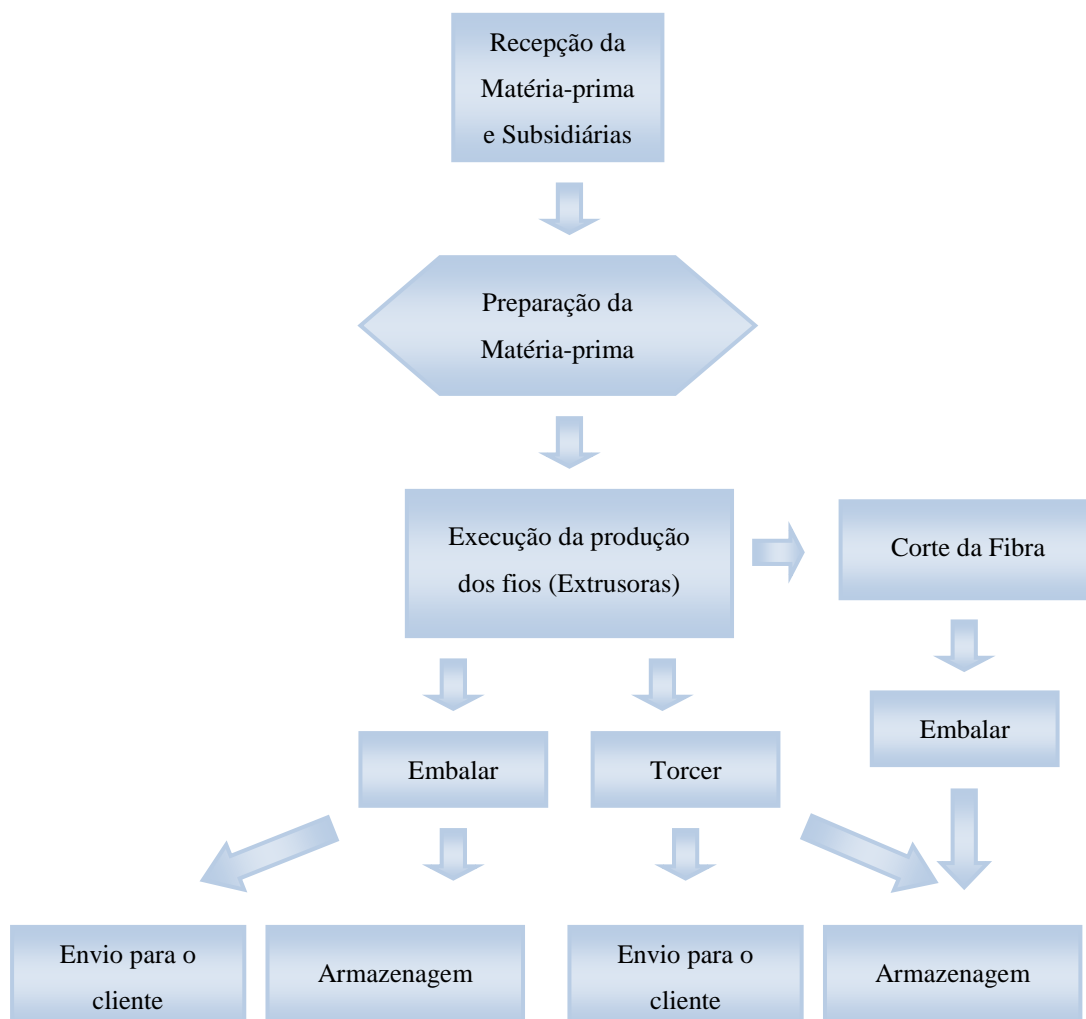 Recepção da
Matéria-prima
e Subsidiárias
Preparação da
Matéria-prima
Execução da produção
dos fios (Extrusoras)
Corte da Fibra
Embalar
Torcer
Embalar
Envio para o
cliente
Armazenagem
Envio para o
cliente
Armazenagem